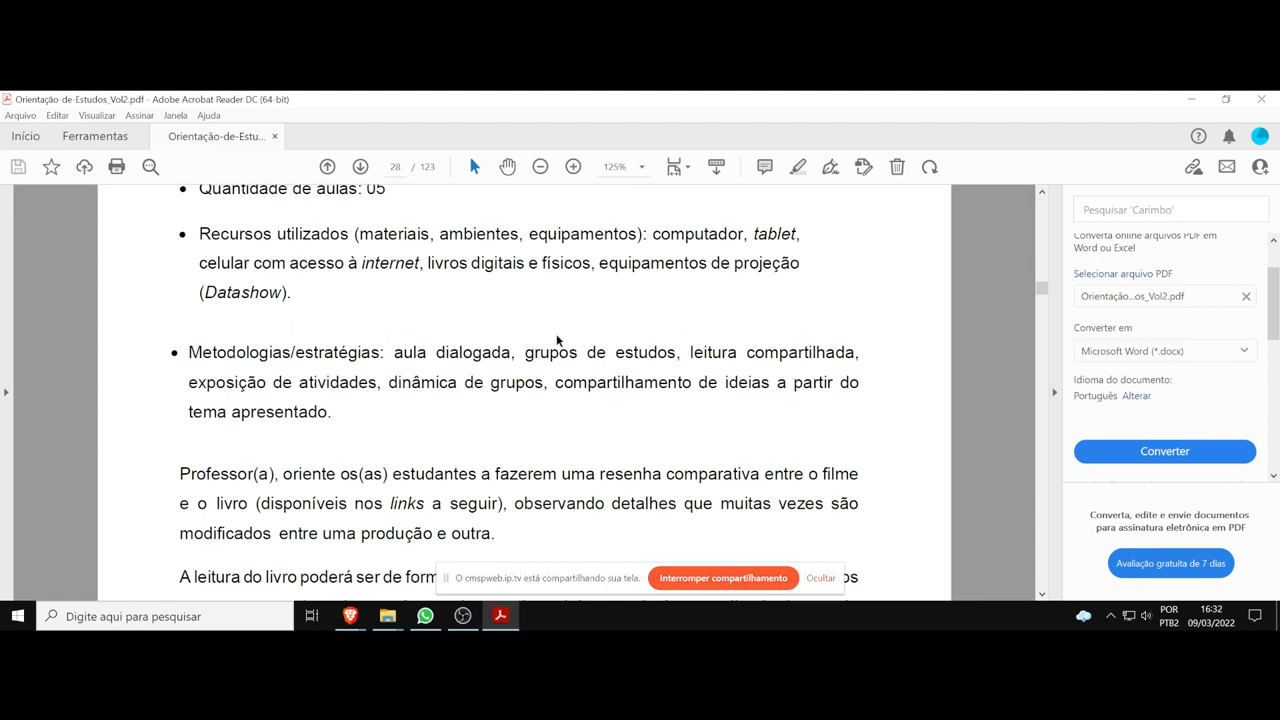 Orientação-de-Estudos_Vol2.pdf - Adobe Acrobat Reader DC (64-bit)
Arquivo Editar Visualizar Assinar Janela Ajuda
Início Ferramentas Orientação-de-Estu... ×
28 / 123 125%
• Quantidade de aulas: 05
• Recursos utilizados (materiais, ambientes, equipamentos): computador, tablet,
celular com acesso à internet, livros digitais e físicos, equipamentos de projeção
(Datashow).
• Metodologias/estratégias: aula dialogada, grupos de estudos, leitura compartilhada,
exposição de atividades, dinâmica de grupos, compartilhamento de ideias a partir do
tema apresentado.
Professor(a), oriente os(as) estudantes a fazerem uma resenha comparativa entre o filme
e o livro (disponíveis nos links a seguir), observando detalhes que muitas vezes são
modificados entre uma produção e outra.
A leitura do livro poderá ser de form
O cmspweb.ip.tv está compartilhando sua tela. Interromper compartilhamento Ocultar
Pesquisar 'Carimbo'
Converta online arquivos PDF em
Word ou Excel
Selecionar arquivo PDF
Orientação...os_Vol2.pdf
Converter em
Microsoft Word (*.docx)
Idioma do documento:
Português Alterar
Converter
Converta, edite e envie documentos
para assinatura eletrônica em PDF
Avaliação gratuita de 7 dias
Digite aqui para pesquisar
POR
PTB2
16:32
09/03/2022